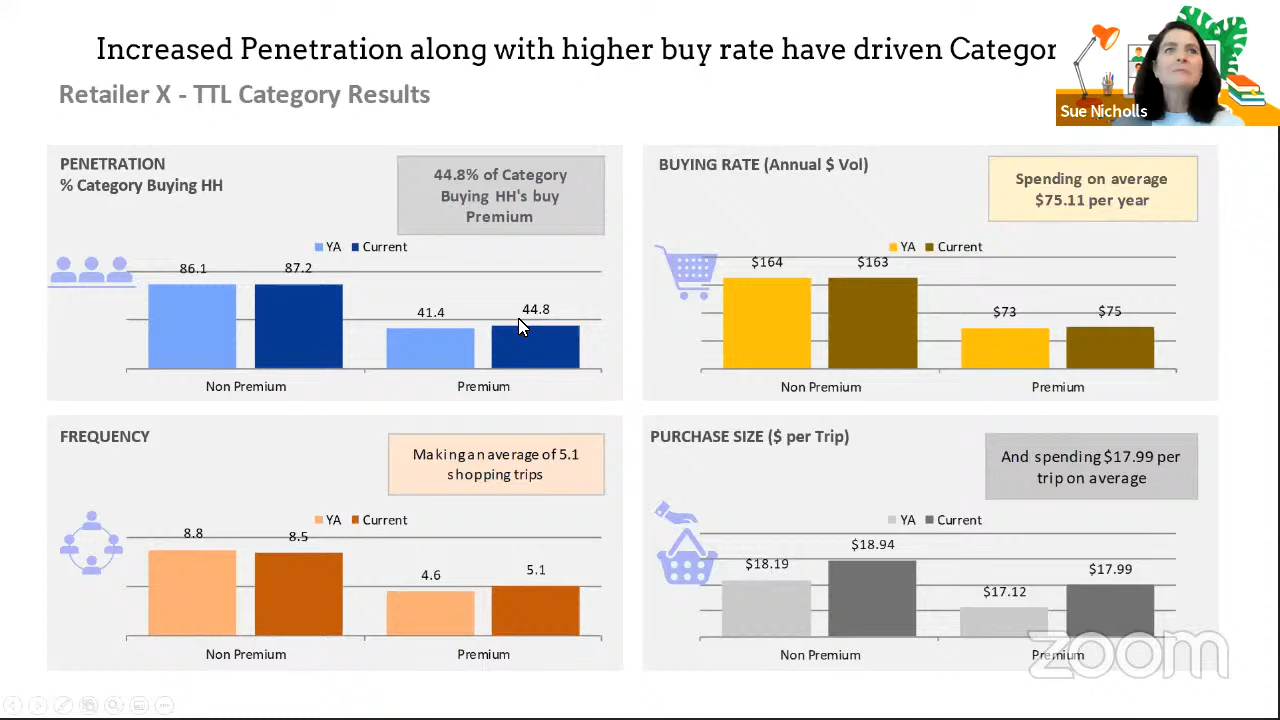 Increased Penetration along with higher buy rate have driven Categor
Retailer X - TTL Category Results
Sue Nicholls
PENETRATION
% Category Buying HH
44.8% of Category
Buying HH's buy
Premium
YA Current
86.1 87.2 41.4 44.8
Non Premium Premium
BUYING RATE (Annual $ Vol)
Spending on average
$75.11 per year
YA Current
$164 $163 $73 $75
Non Premium Premium
FREQUENCY
Making an average of 5.1
shopping trips
YA Current
8.8 8.5 4.6 5.1
Non Premium Premium
PURCHASE SIZE ($ per Trip)
And spending $17.99 per
trip on average
YA Current
$18.19 $18.94 $17.12 $17.99
Non Premium Premium
zoom